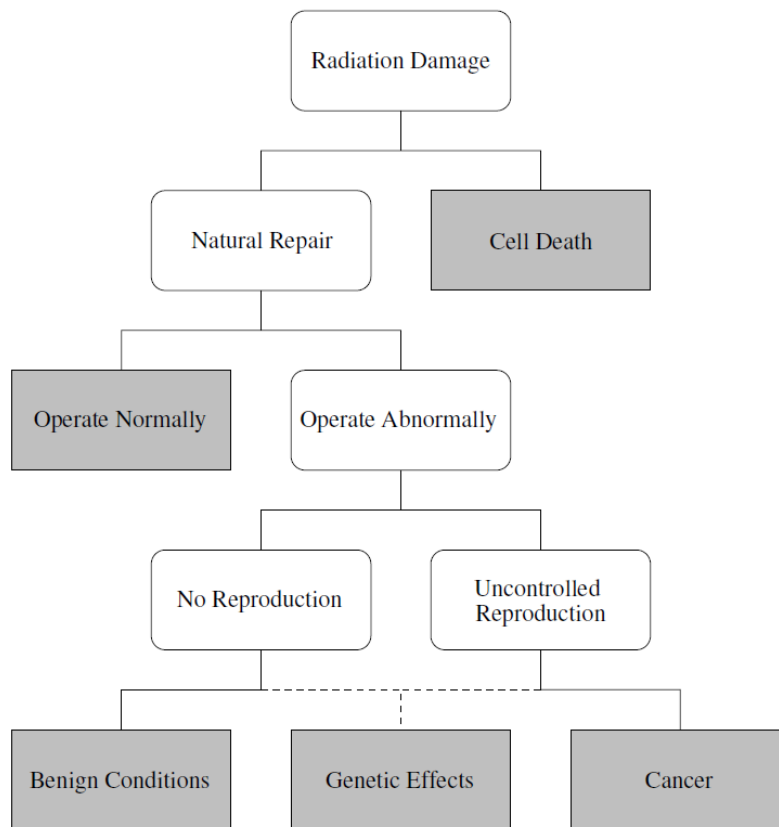 Radiation Damage
Natural Repair
Cell Death
Operate Normally
Operate Abnormally
No Reproduction
Uncontrolled
Reproduction
Benign Conditions
Genetic Effects
Cancer